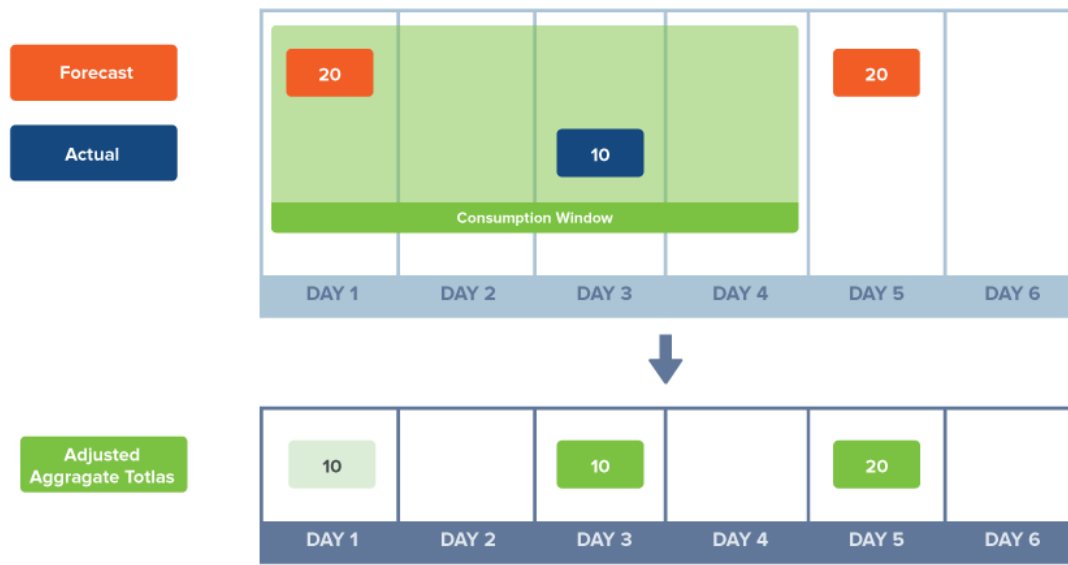 Forecast
20
20
Actual
10
Consumption Window
DAY 1 DAY 2 DAY 3 DAY 4 DAY 5 DAY 6
Adjusted
Aggragate Totlas
10 10 20
DAY 1 DAY 2 DAY 3 DAY 4 DAY 5 DAY 6